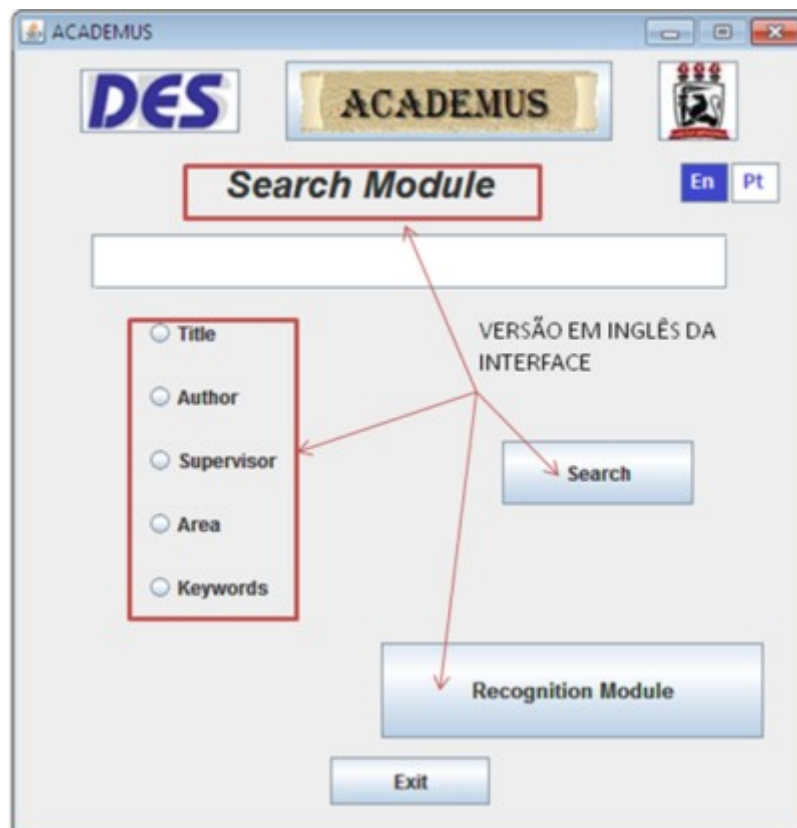 ACADEMUS
DES
ACADEMUS
Search Module
En
Pt
Title
VERSÃO EM INGLÊS DA
INTERFACE
Author
Supervisor
Search
Area
Keywords
Recognition Module
Exit